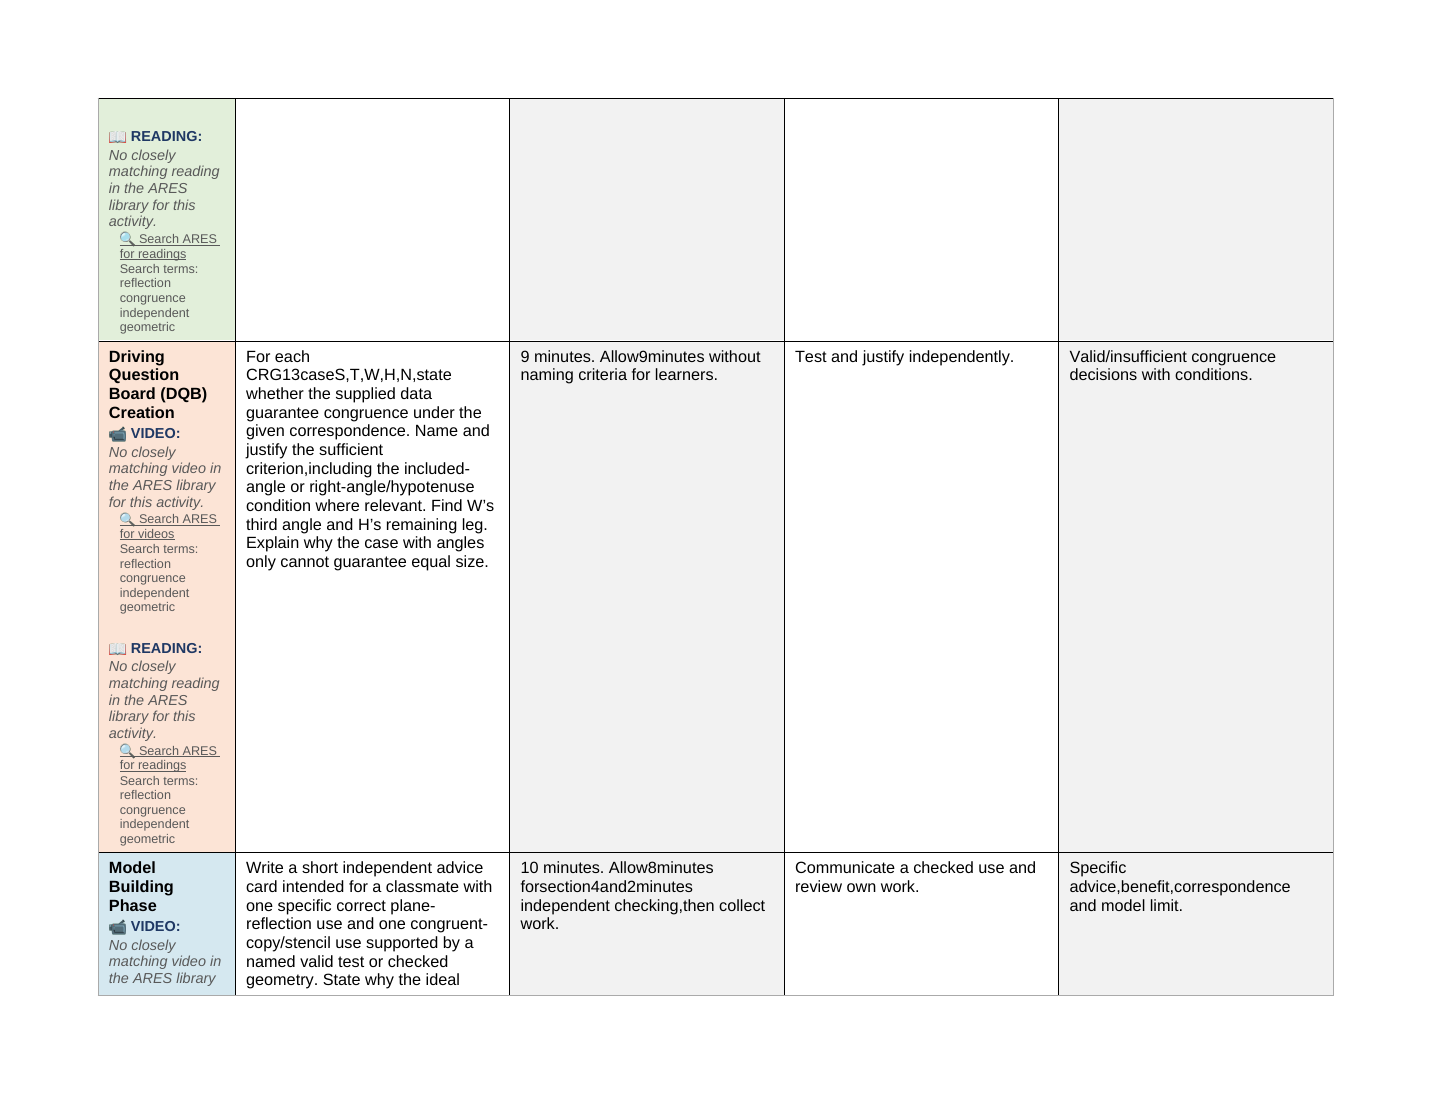 📖 READING:
No closely
matching reading
in the ARES
library for this
activity.
🔍 Search ARES
for readings
Search terms:
reflection
congruence
independent
geometric
Driving
Question
Board (DQB)
Creation
📹 VIDEO:
No closely
matching video in
the ARES library
for this activity.
🔍 Search ARES
for videos
Search terms:
reflection
congruence
independent
geometric
📖 READING:
No closely
matching reading
in the ARES
library for this
activity.
🔍 Search ARES
for readings
Search terms:
reflection
congruence
independent
geometric
For each
CRG13caseS,T,W,H,N,state
whether the supplied data
guarantee congruence under the
given correspondence. Name and
justify the sufficient
criterion,including the included-
angle or right-angle/hypotenuse
condition where relevant. Find W’s
third angle and H’s remaining leg.
Explain why the case with angles
only cannot guarantee equal size.
9 minutes. Allow9minutes without
naming criteria for learners.
Test and justify independently.
Valid/insufficient congruence
decisions with conditions.
Model
Building
Phase
📹 VIDEO:
No closely
matching video in
the ARES library
Write a short independent advice
card intended for a classmate with
one specific correct plane-
reflection use and one congruent-
copy/stencil use supported by a
named valid test or checked
geometry. State why the ideal
10 minutes. Allow8minutes
forsection4and2minutes
independent checking,then collect
work.
Communicate a checked use and
review own work.
Specific
advice,benefit,correspondence
and model limit.